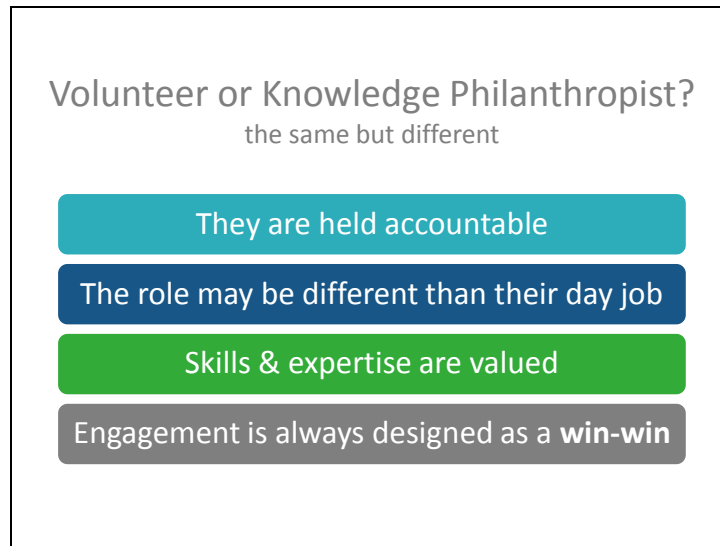 Volunteer or Knowledge Philanthropist?
the same but different
They are held accountable
The role may be different than their day job
Skills & expertise are valued
Engagement is always designed as a win-win